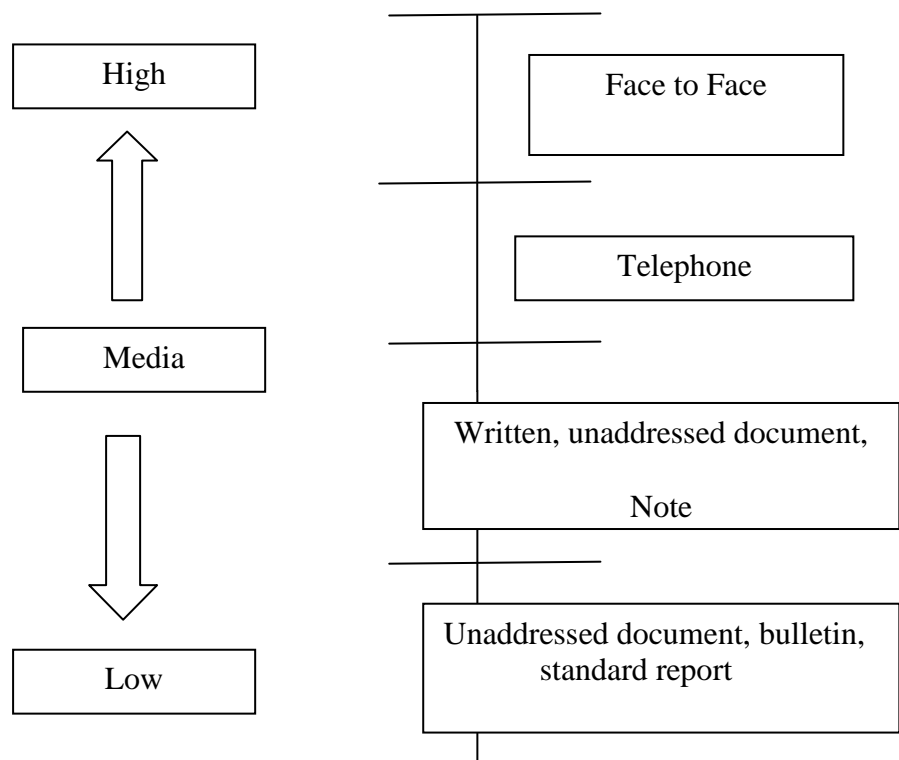 High
Face to Face
Telephone
Media
Written, unaddressed document,
Note
Unaddressed document, bulletin,
standard report
Low